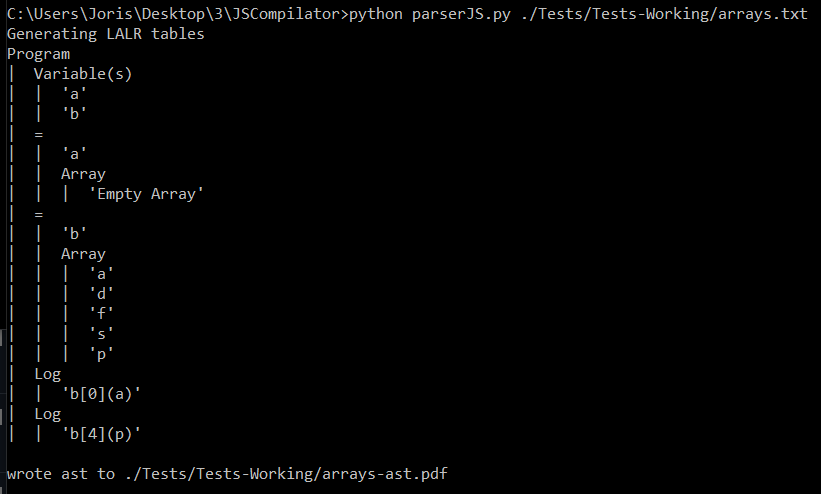 C:\Users\Joris\Desktop\3\JSCompilator>python parserJS.py ./Tests/Tests-Working/arrays.txt
Generating LALR tables
Program
|  Variable(s)
|  |  'a'
|  |  'b'
|  =
|  |  'a'
|  |  Array
|  |  |  'Empty Array'
|  =
|  |  'b'
|  |  Array
|  |  |  'a'
|  |  |  'd'
|  |  |  'f'
|  |  |  's'
|  |  |  'p'
|  Log
|  |  'b[0](a)'
|  Log
|  |  'b[4](p)'
wrote ast to ./Tests/Tests-Working/arrays-ast.pdf